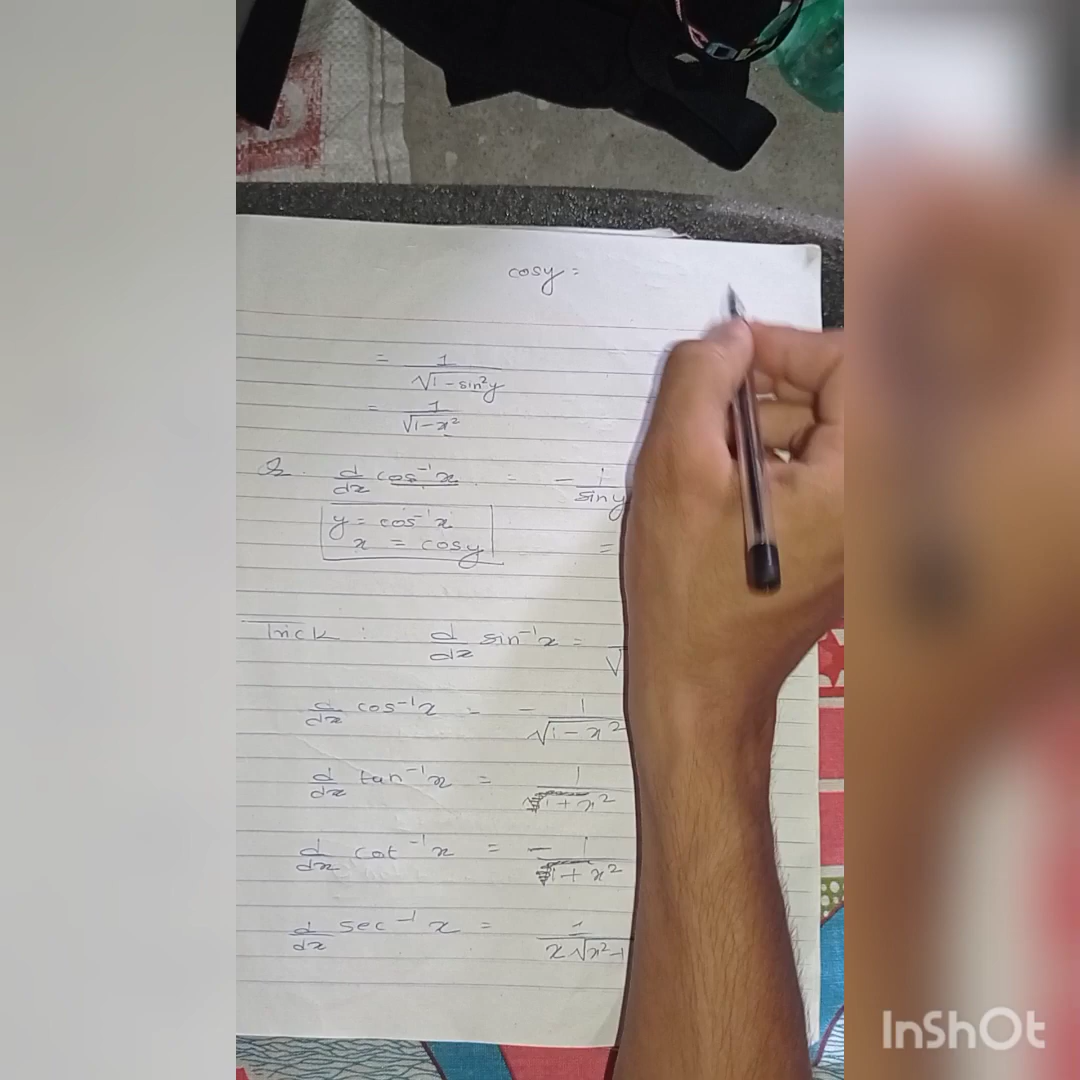 cosy =
= 1/√(1-sin²y)
= 1/√(1-x²)
d/dx cos⁻¹x = - 1/siny
y = cos⁻¹x
x = cosy
=
Trick : d/dx sin⁻¹x = √
d/dx cos⁻¹x = - 1/√(1-x²)
d/dx tan⁻¹x = 1/1+x²
d/dx cot⁻¹x = - 1/1+x²
d/dx sec⁻¹x = 1/x√x²-1
InShOt